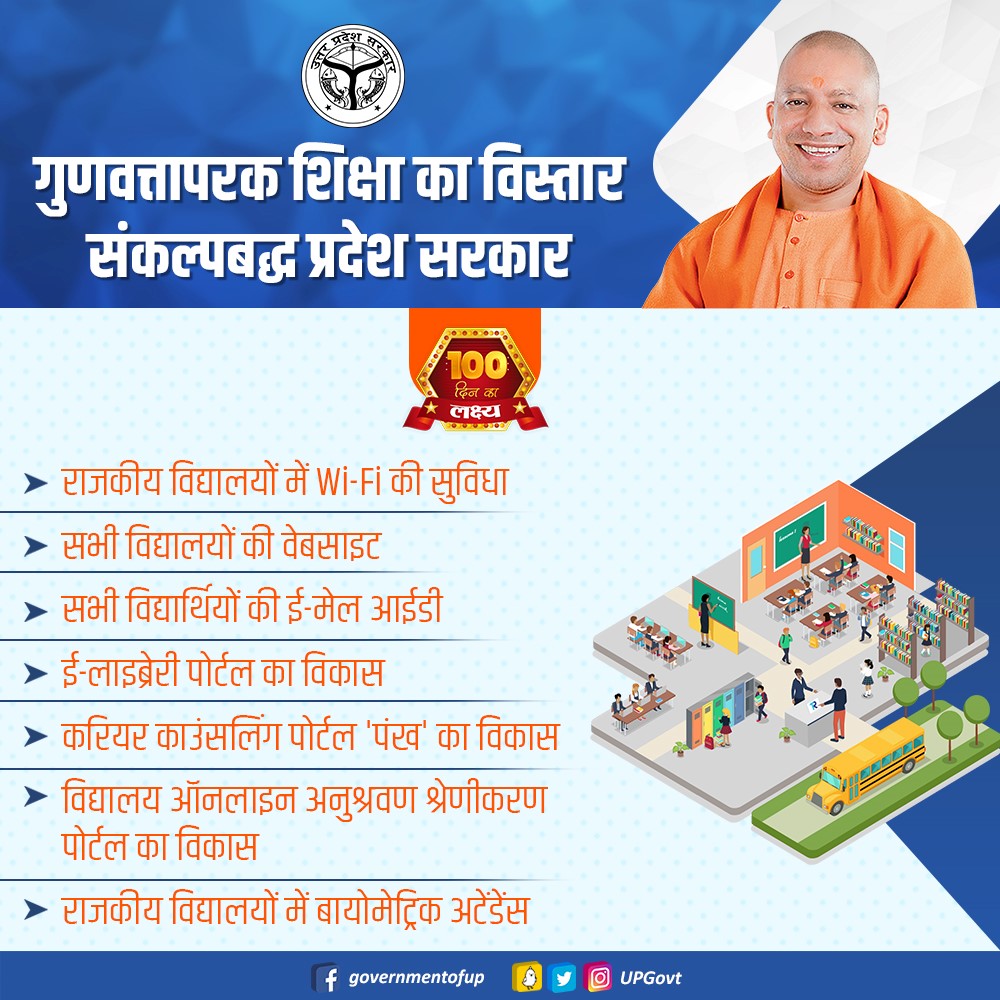 उत्तर प्रदेश सरकार
गुणवत्तापरक शिक्षा का विस्तार
संकल्पबद्ध प्रदेश सरकार
100
दिन का
लक्ष्य
राजकीय विद्यालयों में Wi-Fi की सुविधा
सभी विद्यालयों की वेबसाइट
सभी विद्यार्थियों की ई-मेल आईडी
ई-लाइब्रेरी पोर्टल का विकास
करियर काउंसलिंग पोर्टल 'पंख' का विकास
विद्यालय ऑनलाइन अनुश्रवण श्रेणीकरण
पोर्टल का विकास
राजकीय विद्यालयों में बायोमेट्रिक अटेंडेंस
governmentofup
UPGovt